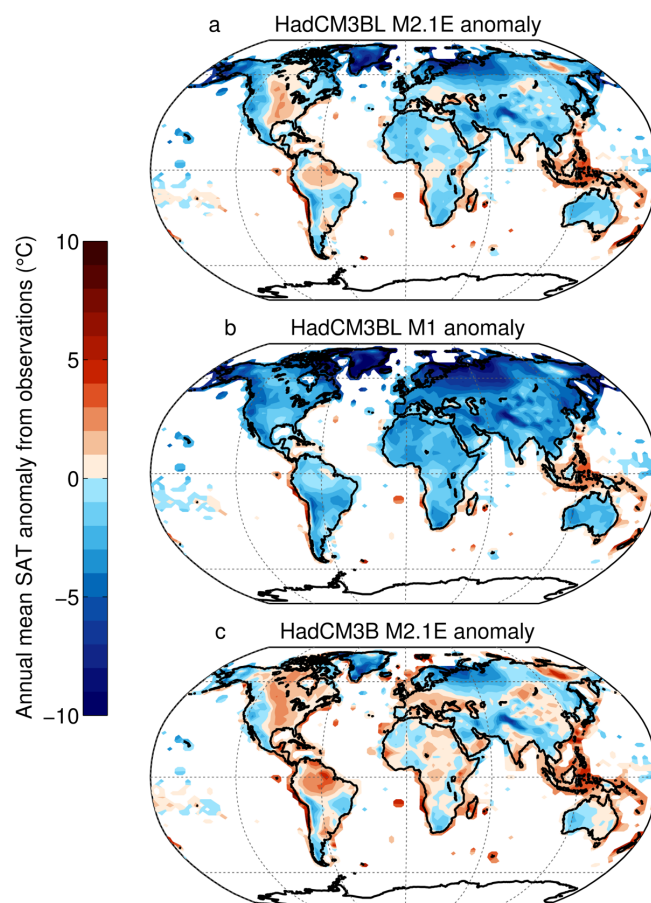 a HadCM3BL M2.1E anomaly
b HadCM3BL M1 anomaly
c HadCM3B M2.1E anomaly
Annual mean SAT anomaly from observations (°C)
10
5
0
−5
−10